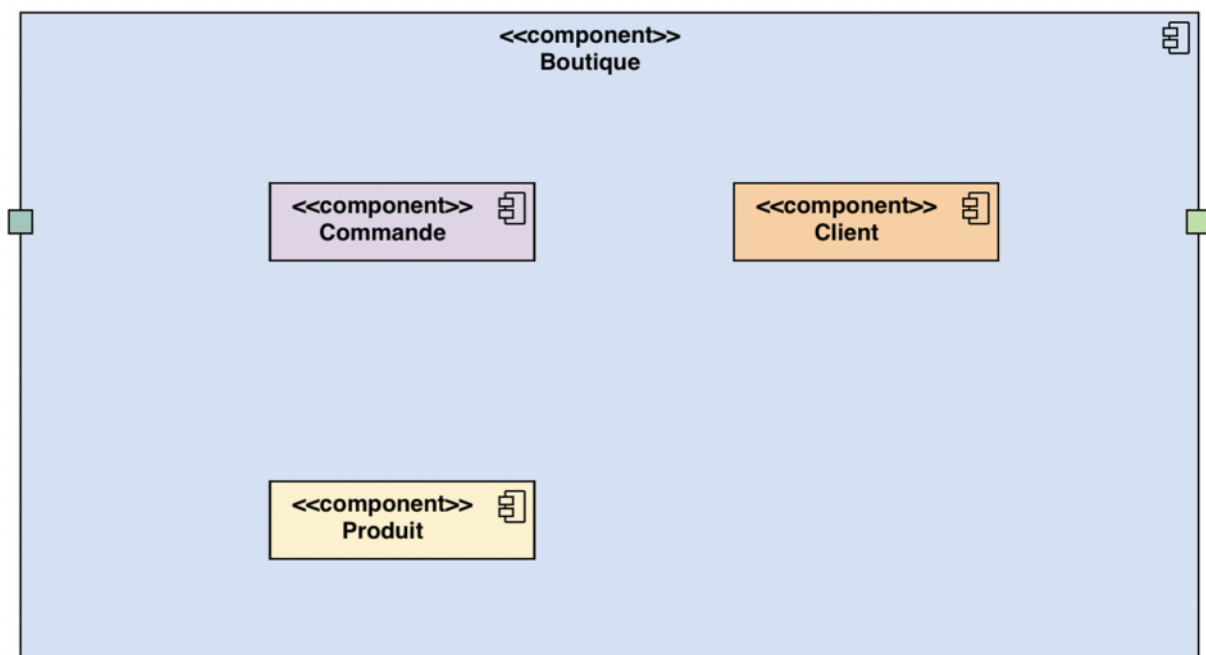 <<component>>
Boutique
<<component>>
Commande
<<component>>
Client
<<component>>
Produit